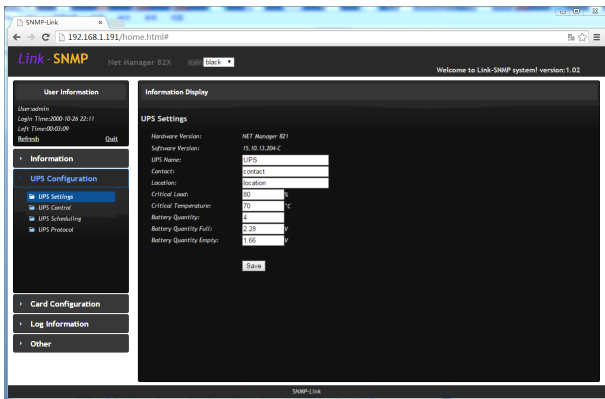 SNMP-Link
192.168.1.191/home.html#
Link - SNMP Net Manager 82X Style: black
Welcome to Link-SNMP system! version:1.02
User Information
User:admin
Login Time:2000-10-26 22:11
Left Time:00:03:09
Refresh Quit
Information
UPS Configuration
UPS Settings
UPS Control
UPS Scheduling
UPS Protocol
Card Configuration
Log Information
Other
Information Display
UPS Settings
Hardware Version: NET Manager 821
Software Version: 15.10.13.204-C
UPS Name: UPS
Contact: contact
Location: location
Critical Load: 80 %
Critical Temperature: 70 °C
Battery Quantity: 4
Battery Quantity Full: 2.28 V
Battery Quantity Empty: 1.66 V
Save
SNMP-Link